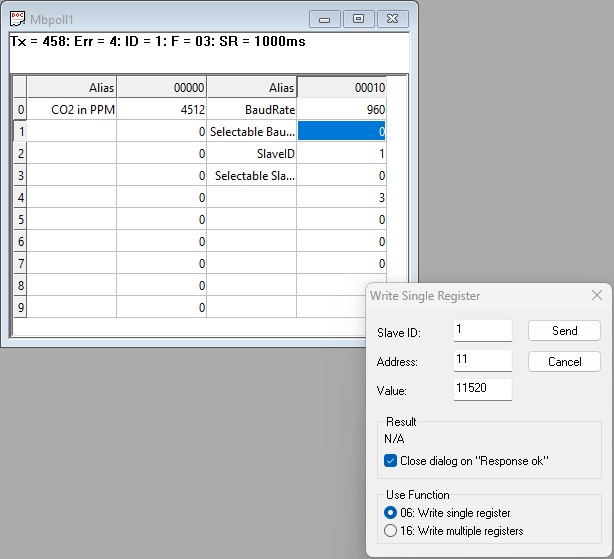 Mbpoll1
Tx = 458: Err = 4: ID = 1: F = 03: SR = 1000ms
Alias 00000 Alias 00010
0 CO2 in PPM 4512 BaudRate 960
1 0 Selectable Bau... 0
2 0 SlaveID 1
3 0 Selectable Sla... 0
4 0 3
5 0 0
6 0 0
7 0 0
8 0
9 0
Write Single Register
Slave ID: 1 Send
Address: 11 Cancel
Value: 11520
Result
N/A
Close dialog on "Response ok"
Use Function
06: Write single register
16: Write multiple registers